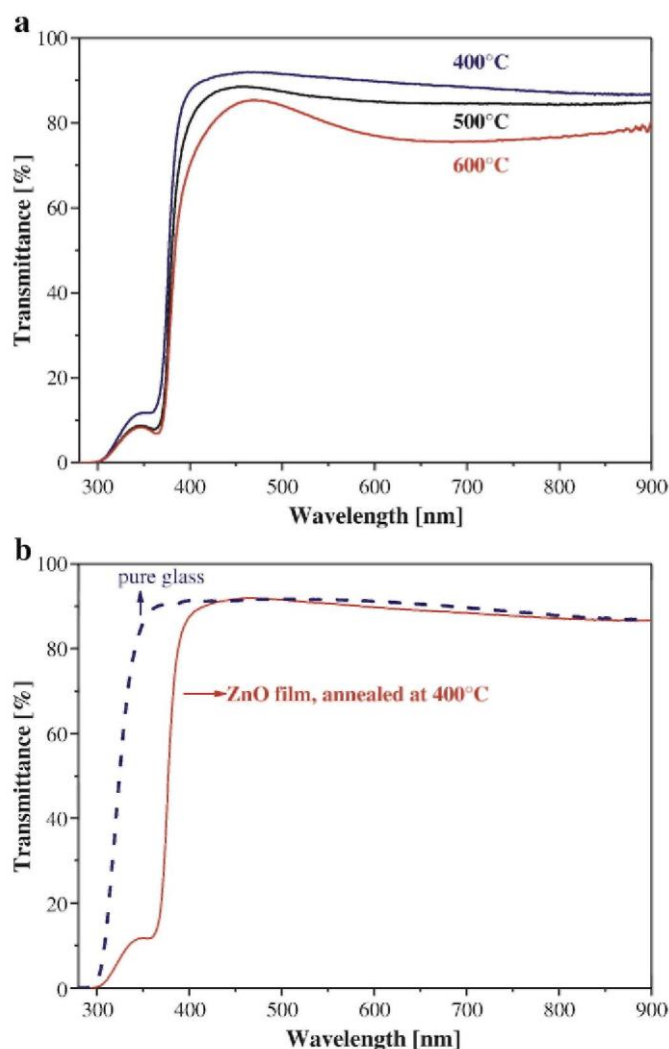 a
100
80
60
40
20
0
Transmittance [%]
400°C
500°C
600°C
300 400 500 600 700 800 900
Wavelength [nm]
b
100
80
60
40
20
0
Transmittance [%]
pure glass
ZnO film, annealed at 400°C
300 400 500 600 700 800 900
Wavelength [nm]